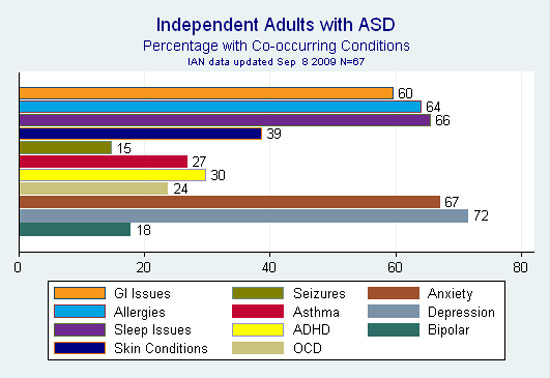 Independent Adults with ASD
Percentage with Co-occurring Conditions
IAN data updated Sep 8 2009 N=67
60
64
66
39
15
27
30
24
67
72
18
0 20 40 60 80
GI Issues Seizures Anxiety
Allergies Asthma Depression
Sleep Issues ADHD Bipolar
Skin Conditions OCD